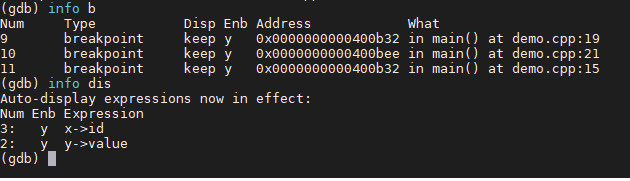 (gdb) info b
Num     Type           Disp Enb Address            What
9       breakpoint     keep y   0x0000000000400b32 in main() at demo.cpp:19
10      breakpoint     keep y   0x0000000000400bee in main() at demo.cpp:21
11      breakpoint     keep y   0x0000000000400b32 in main() at demo.cpp:15
(gdb) info dis
Auto-display expressions now in effect:
Num Enb Expression
3:   y  x->id
2:   y  y->value
(gdb)